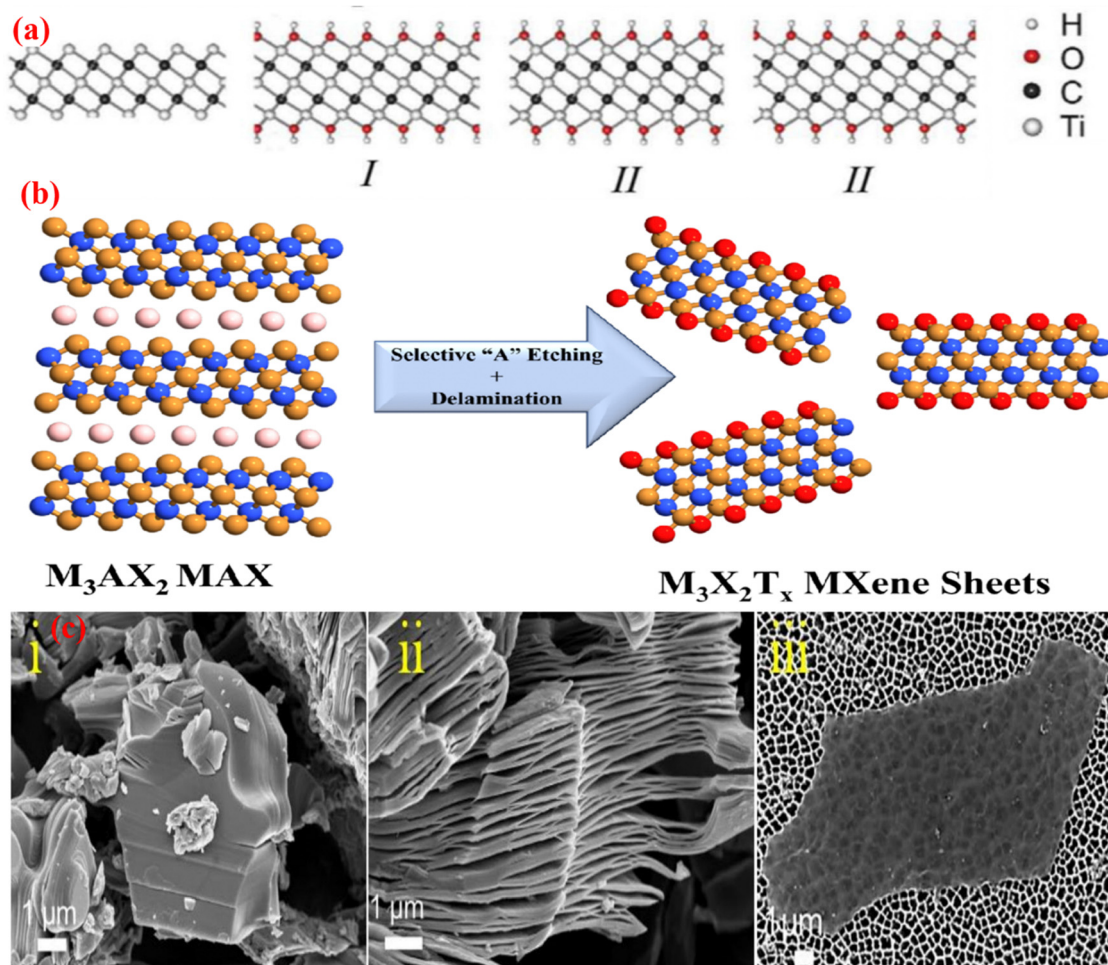 (a)
H
O
C
Ti
I
II
II
(b)
Selective “A” Etching
+
Delamination
M₃AX₂ MAX
M₃X₂Tₓ MXene Sheets
(c)
i
ii
iii
1 µm
1 µm
1 µm